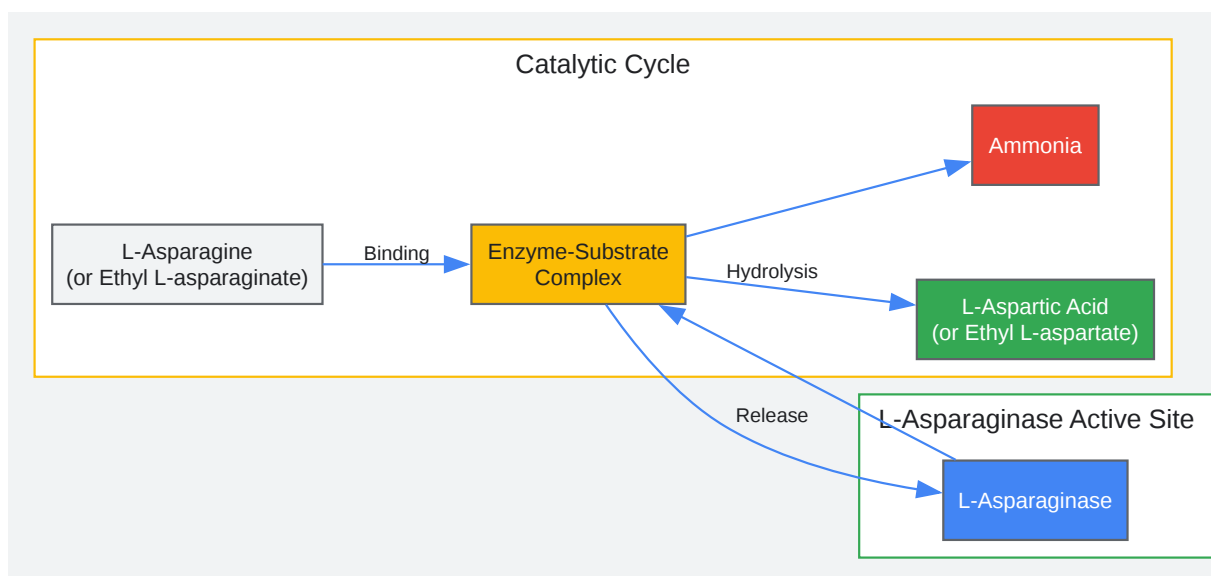 Catalytic Cycle
Ammonia
L-Asparagine
(or Ethyl L-asparaginate)
Binding
Enzyme-Substrate
Complex
Hydrolysis
L-Aspartic Acid
(or Ethyl L-aspartate)
Release
L-Asparaginase Active Site
L-Asparaginase